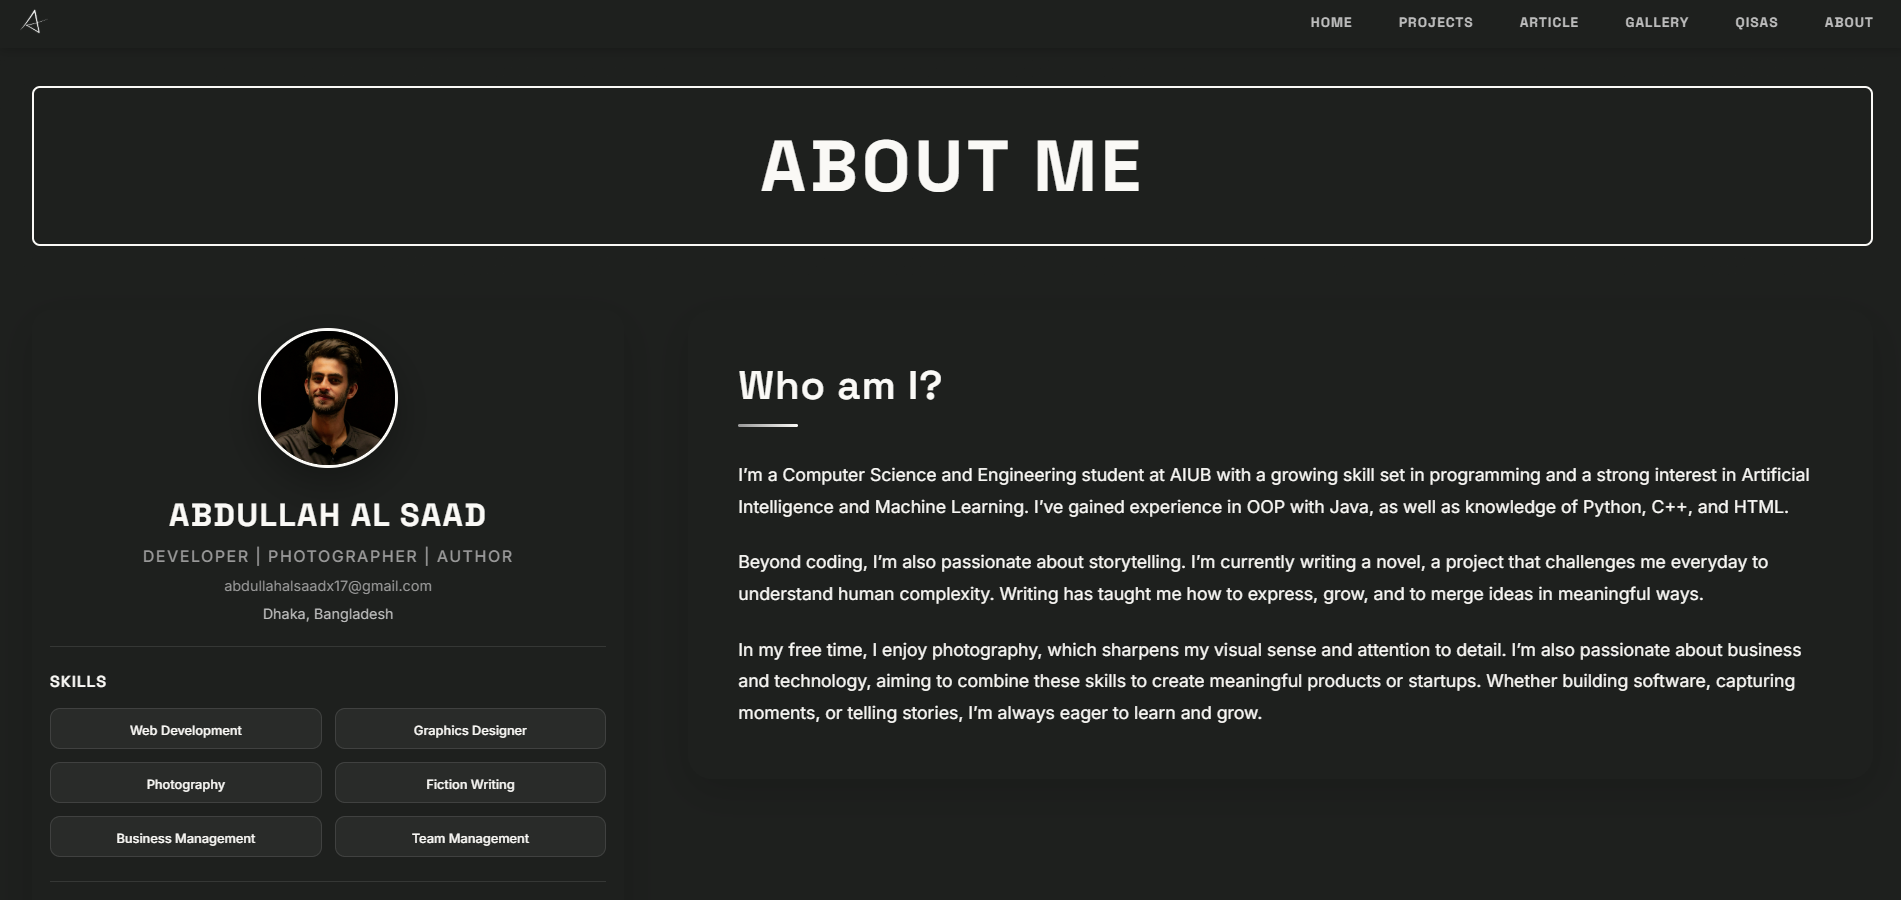 HOME PROJECTS ARTICLE GALLERY QISAS ABOUT
ABOUT ME
ABDULLAH AL SAAD
DEVELOPER | PHOTOGRAPHER | AUTHOR
abdullahalsaadx17@gmail.com
Dhaka, Bangladesh
SKILLS
Web Development
Graphics Designer
Photography
Fiction Writing
Business Management
Team Management
Who am I?
I’m a Computer Science and Engineering student at AIUB with a growing skill set in programming and a strong interest in Artificial
Intelligence and Machine Learning. I’ve gained experience in OOP with Java, as well as knowledge of Python, C++, and HTML.
Beyond coding, I’m also passionate about storytelling. I’m currently writing a novel, a project that challenges me everyday to
understand human complexity. Writing has taught me how to express, grow, and to merge ideas in meaningful ways.
In my free time, I enjoy photography, which sharpens my visual sense and attention to detail. I’m also passionate about business
and technology, aiming to combine these skills to create meaningful products or startups. Whether building software, capturing
moments, or telling stories, I’m always eager to learn and grow.